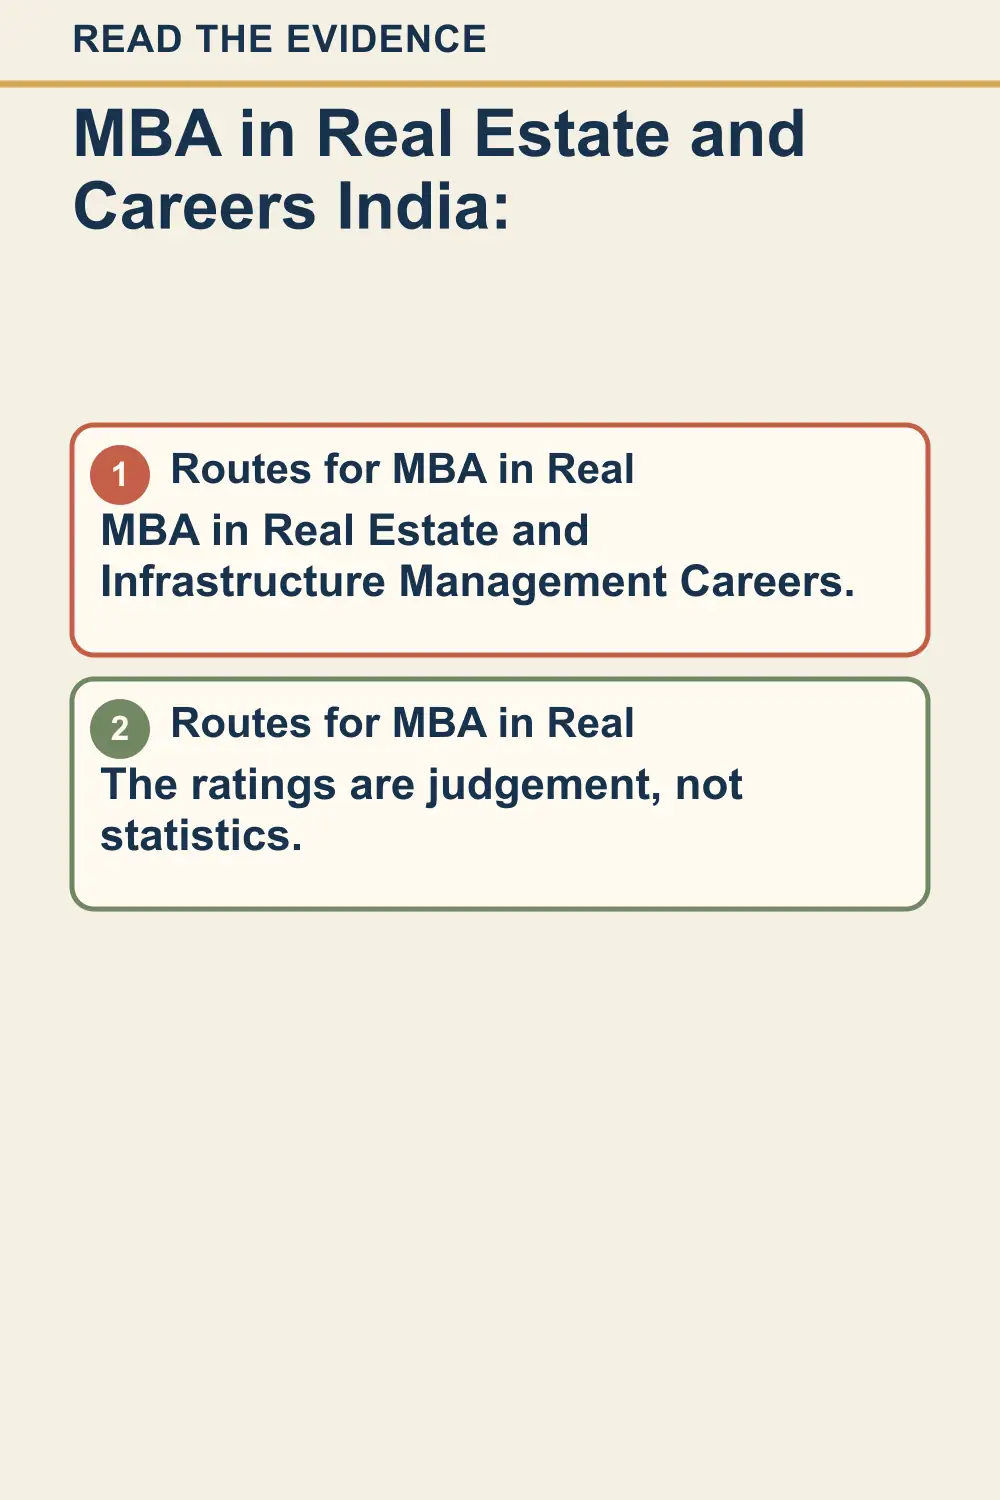 READ THE EVIDENCE
MBA in Real Estate and
Careers India:
1 Routes for MBA in Real
MBA in Real Estate and
Infrastructure Management Careers.
2 Routes for MBA in Real
The ratings are judgement, not
statistics.